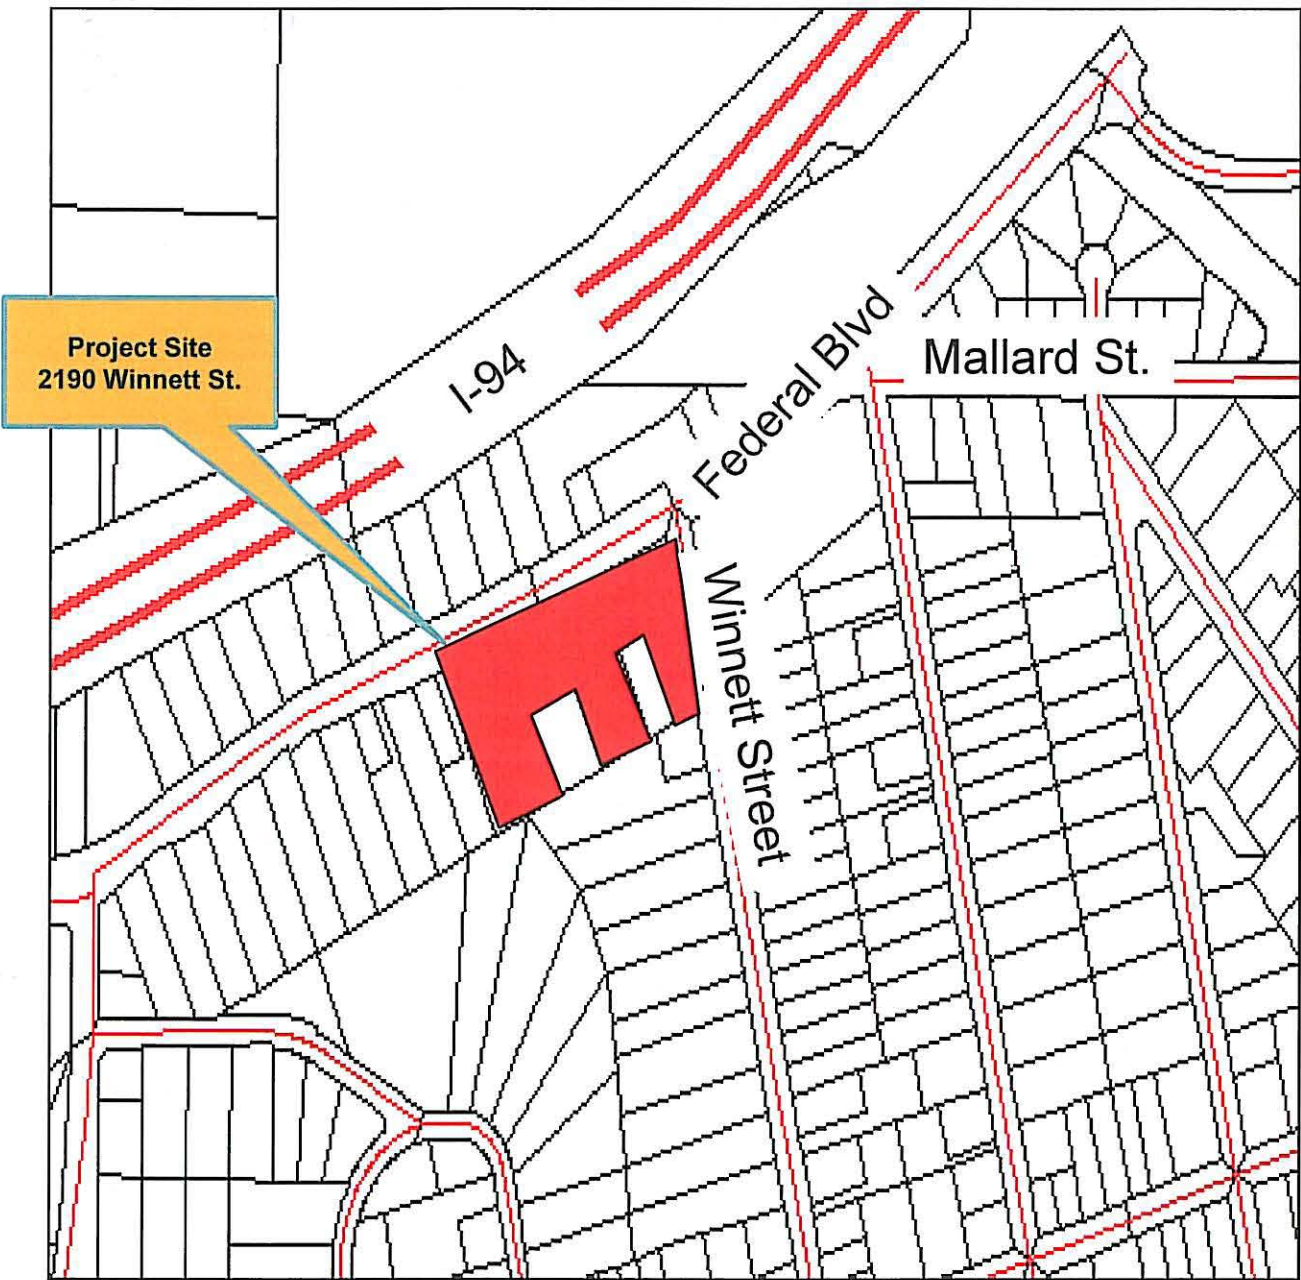 Mallard St.
Federal Blvd
Project Site
2190 Winnett St.
I-94
Winnett Street